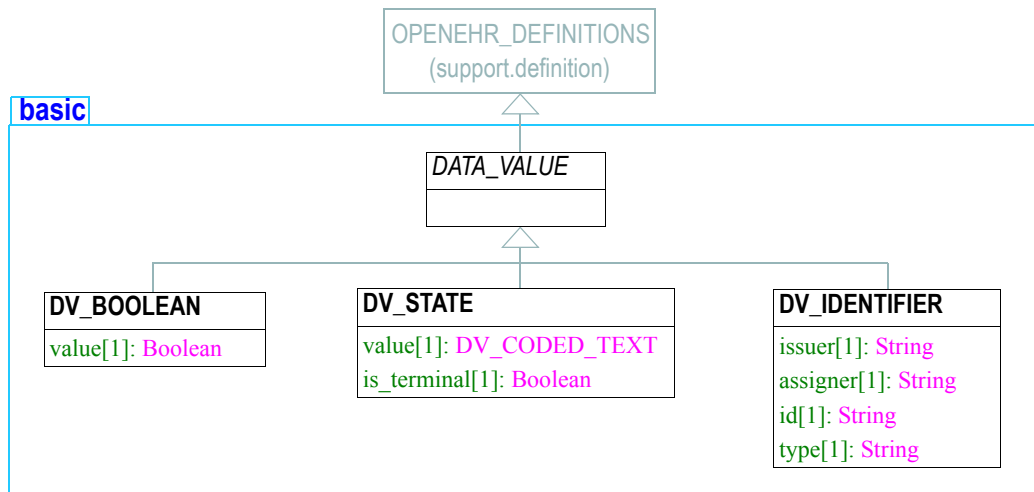 OPENEHR_DEFINITIONS
(support.definition)
basic
DATA_VALUE
DV_BOOLEAN
value[1]: Boolean
DV_STATE
value[1]: DV_CODED_TEXT
is_terminal[1]: Boolean
DV_IDENTIFIER
issuer[1]: String
assigner[1]: String
id[1]: String
type[1]: String